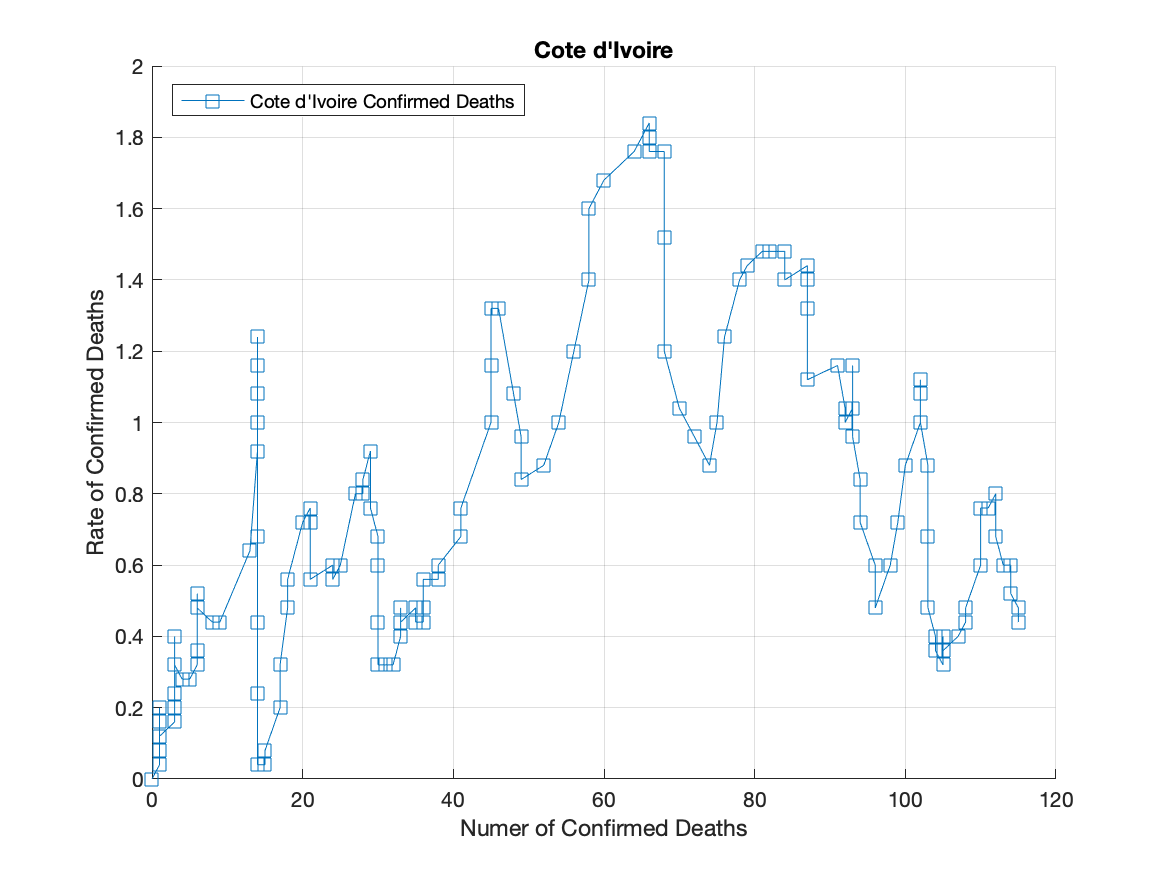 Cote d'Ivoire
Cote d'Ivoire Confirmed Deaths
2
1.8
1.6
1.4
1.2
1
0.8
0.6
0.4
0.2
0
Rate of Confirmed Deaths
0 20 40 60 80 100 120
Numer of Confirmed Deaths